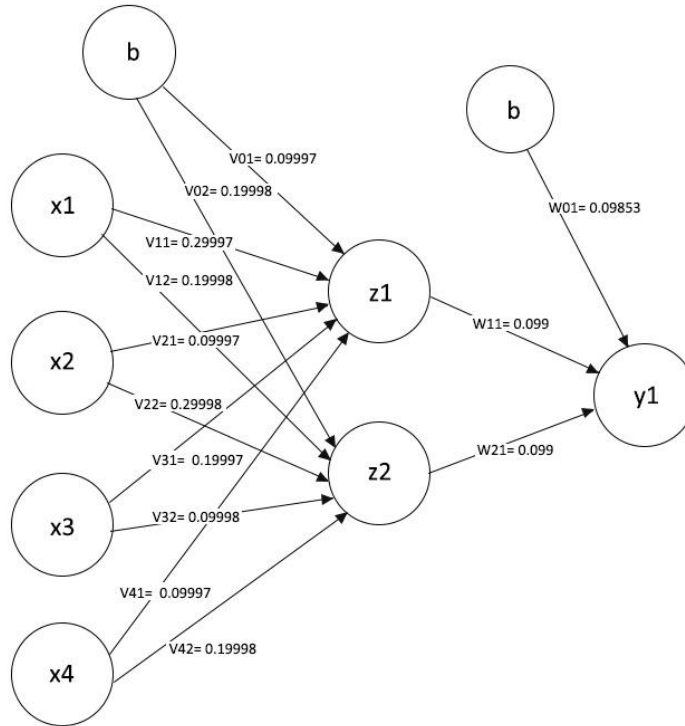 b
b
V01= 0.09997
V02= 0.19998
x1
W01= 0.09853
V11= 0.29997
V12= 0.19998
z1
W11= 0.099
V21= 0.09997
x2
y1
V22= 0.29998
W21= 0.099
V31=  0.19997
z2
x3
V32= 0.09998
V41=  0.09997
V42= 0.19998
x4